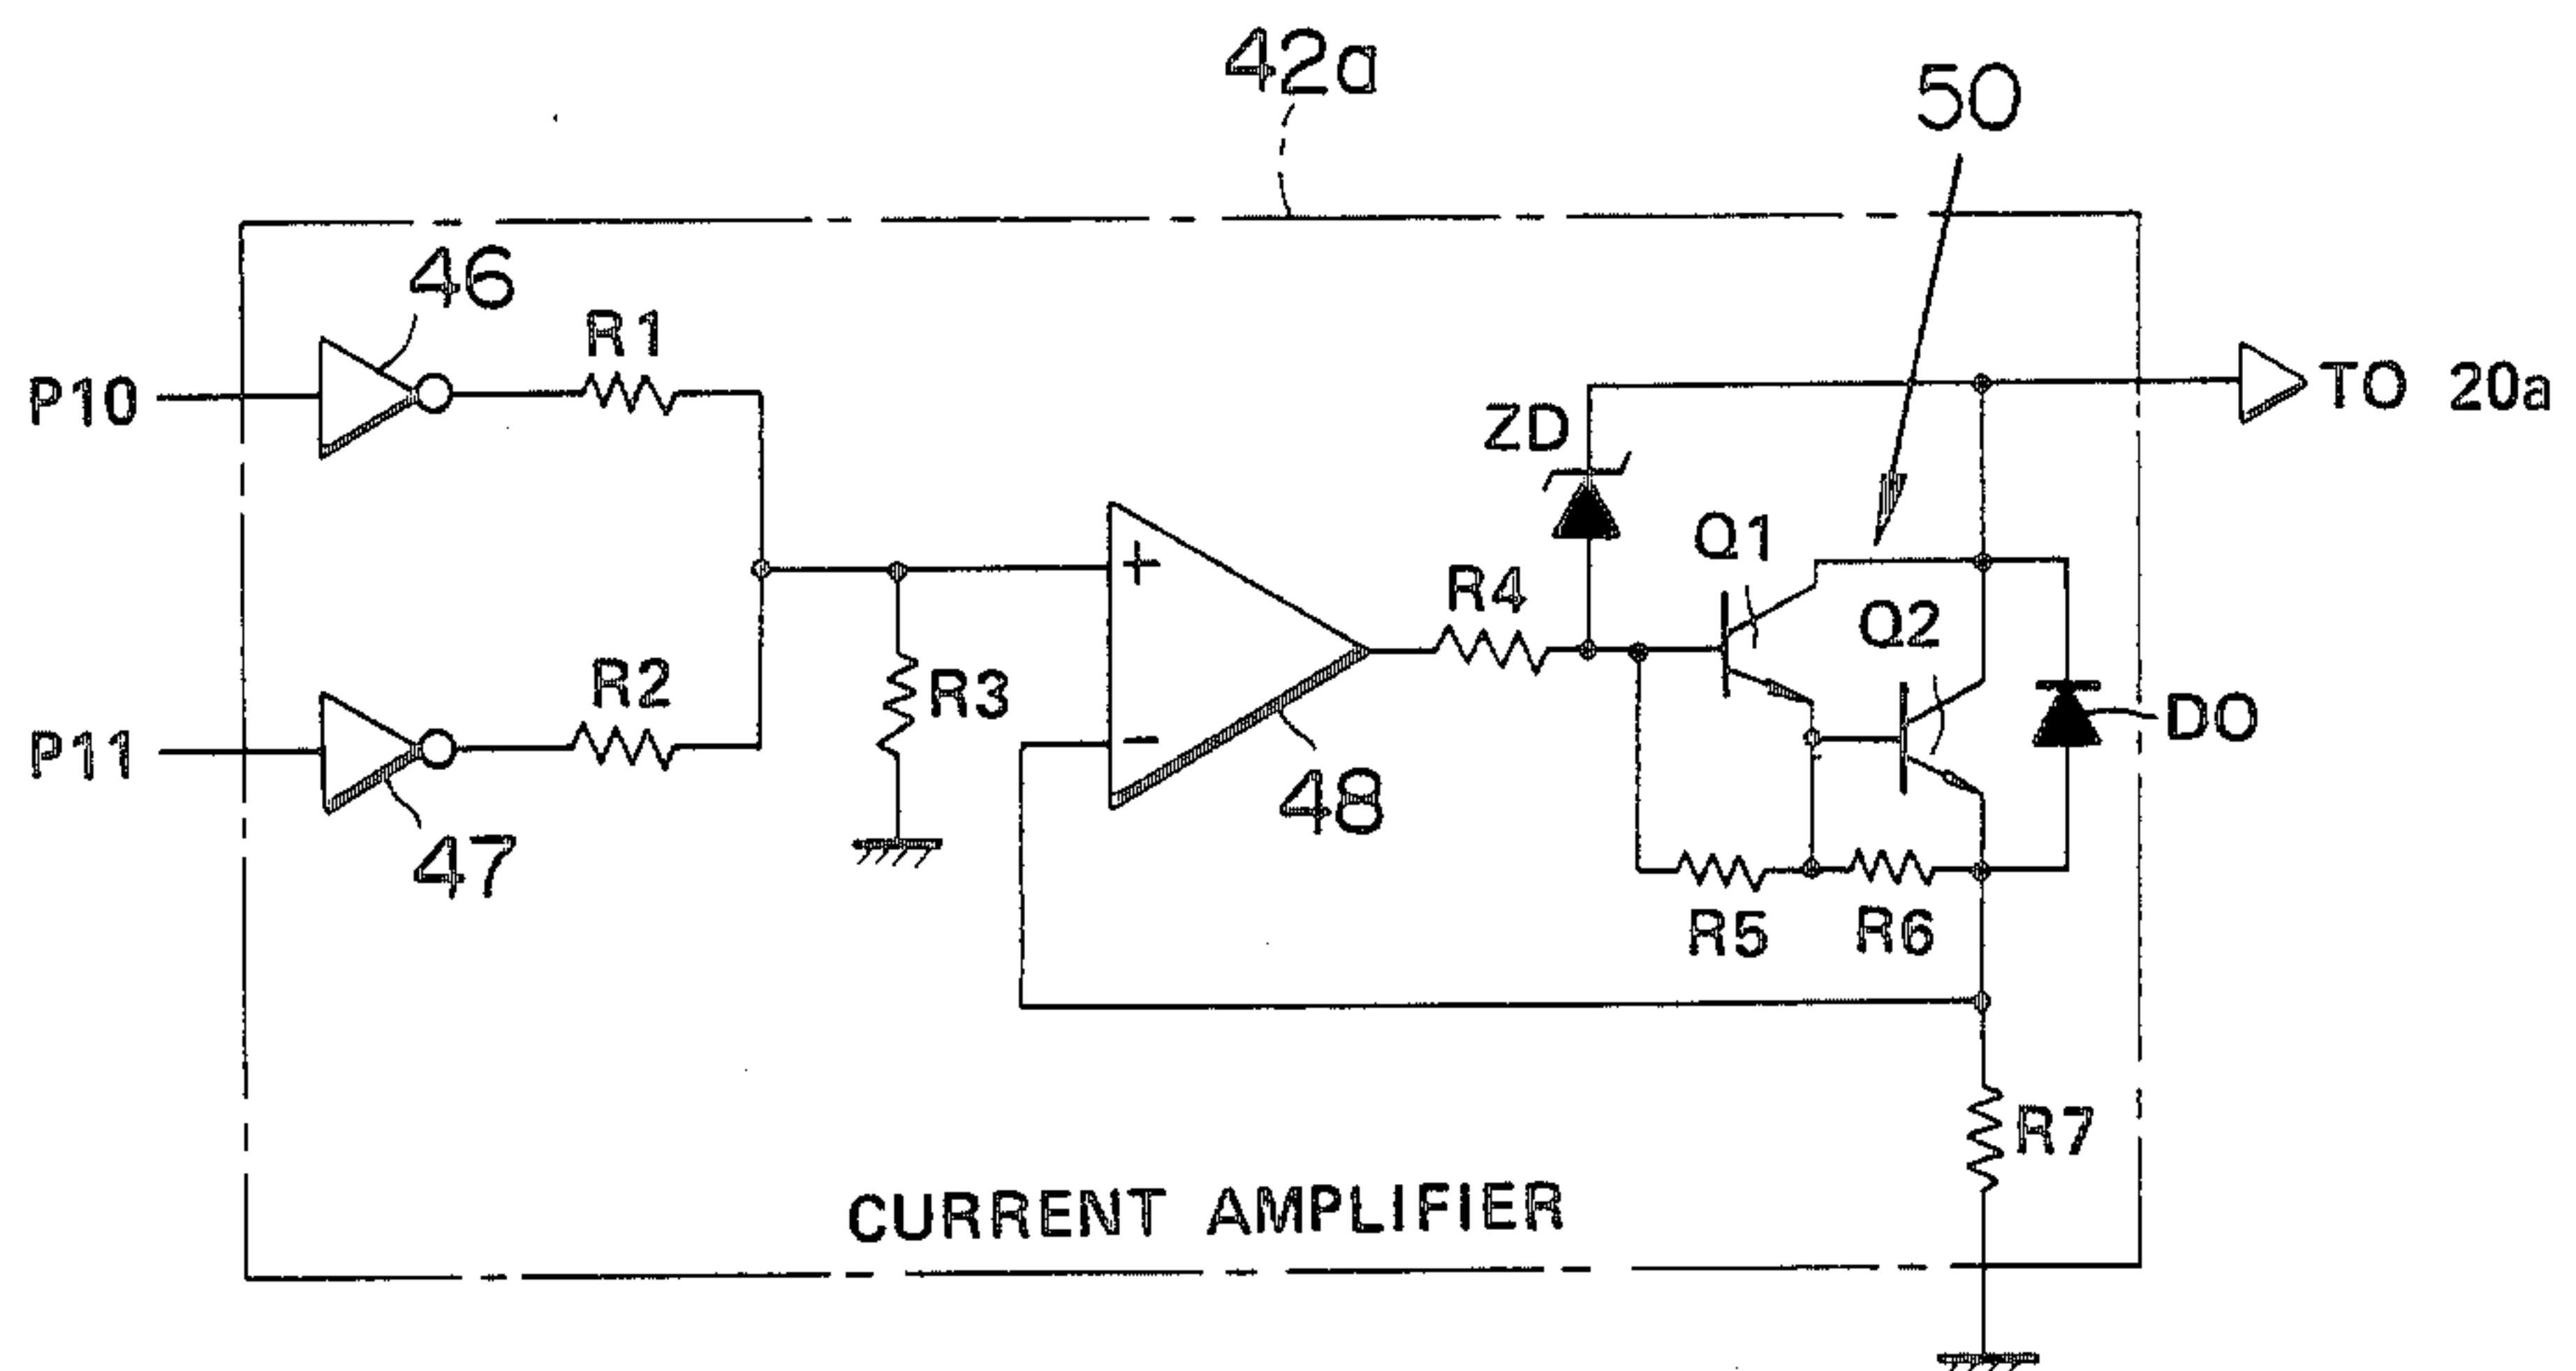 42a
50
46
R1
P10
TO 20a
ZD
Q1
+
R4
Q2
R2
R3
P11
−
DO
48
47
R5
R6
R7
CURRENT AMPLIFIER